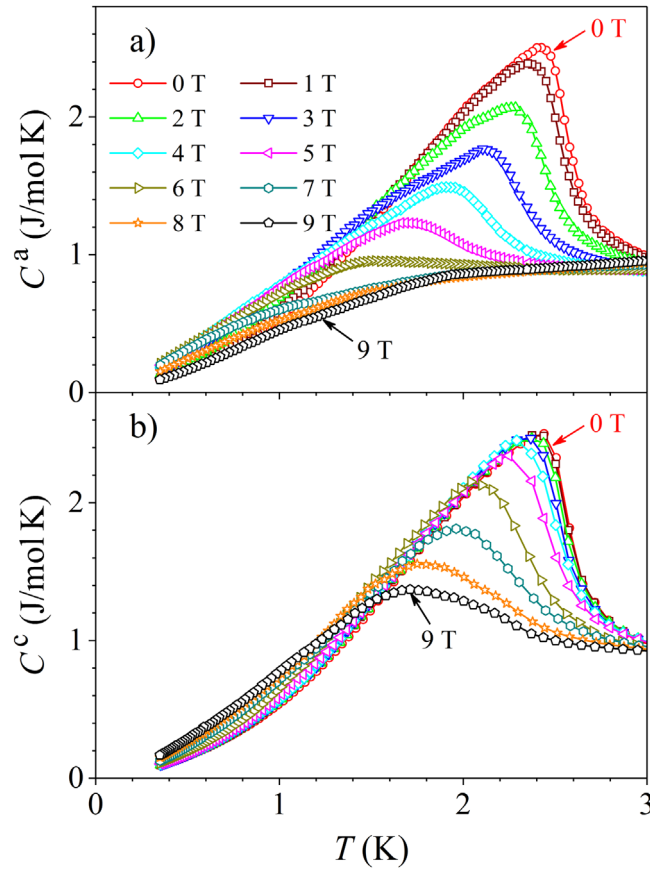 a)
0 T
0 T 1 T
2 T 3 T
4 T 5 T
6 T 7 T
8 T 9 T
9 T
2
1
0
C^a (J/mol K)
b)
0 T
9 T
2
1
0
C^c (J/mol K)
0 1 2 3
T (K)